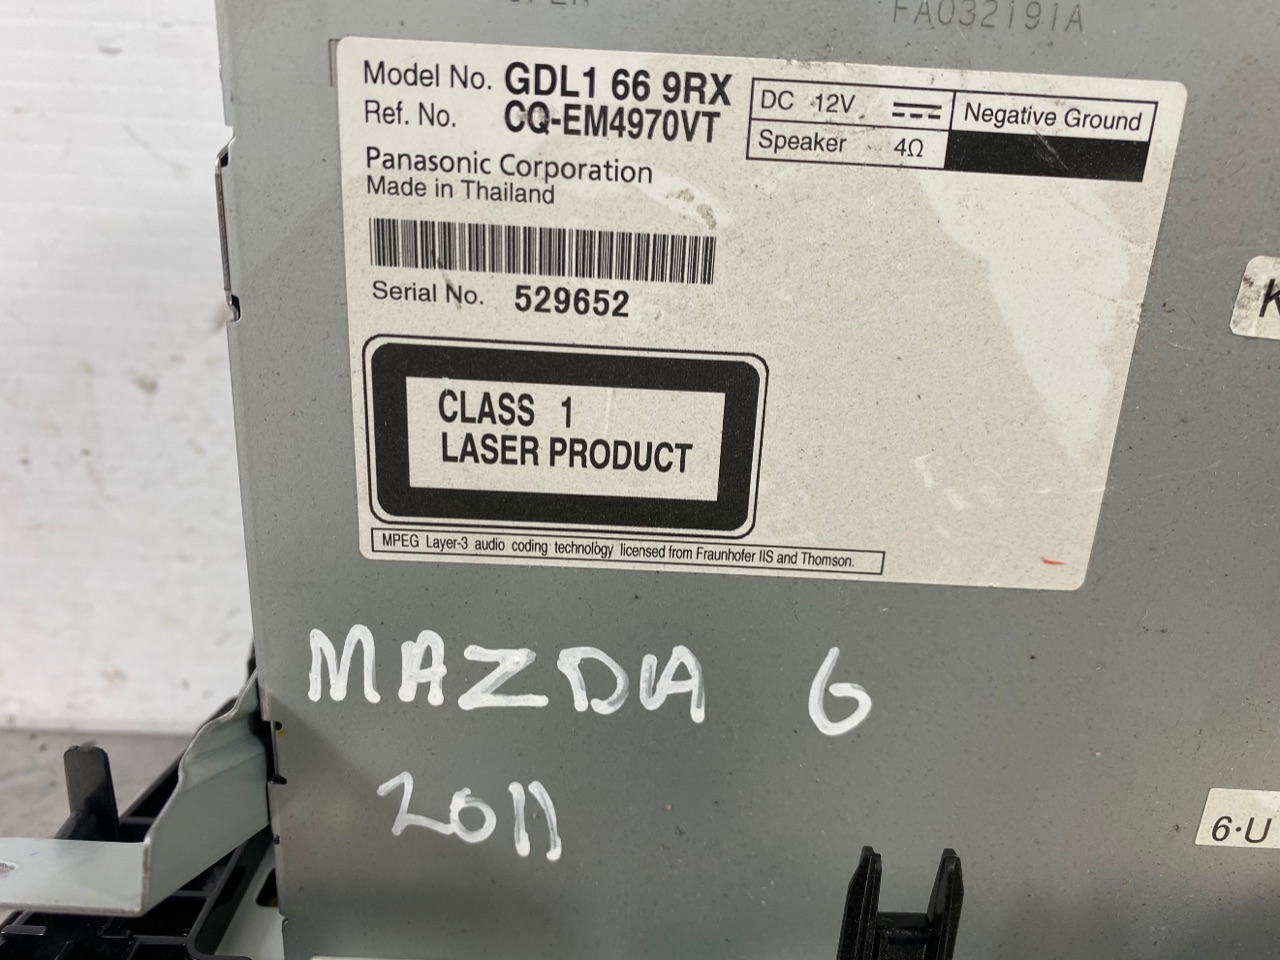 FA032191A
Model No. GDL1 66 9RX
Ref. No. CQ-EM4970VT
DC 12V Negative Ground
Speaker 4Ω
Panasonic Corporation
Made in Thailand
Serial No. 529652
CLASS 1
LASER PRODUCT
MPEG Layer-3 audio coding technology licensed from Fraunhofer IIS and Thomson.
K
MAZDA 6
2011
6·U